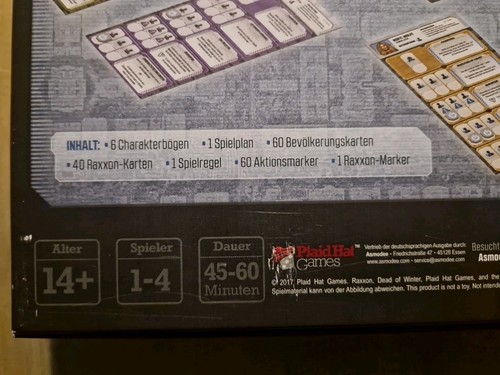 INHALT: • 6 Charakterbögen • 1 Spielplan • 60 Bevölkerungskarten
• 40 Raxxon-Karten • 1 Spielregel • 60 Aktionsmarker • 1 Raxxon-Marker
Alter
14+
Spieler
1-4
Dauer
45-60
Minuten
Plaid Hat
Games
™
Vertrieb der deutschsprachigen Ausgabe durch:
Asmodee - Friedrichstraße 47 - 45128 Essen
www.asmodee.com - service@asmodee.com
Besucht
Asmo
© 2017 Plaid Hat Games. Raxxon, Dead of Winter, Plaid Hat Games, and the
Spielmaterial kann von der Abbildung abweichen. This product is not a toy. Not intende